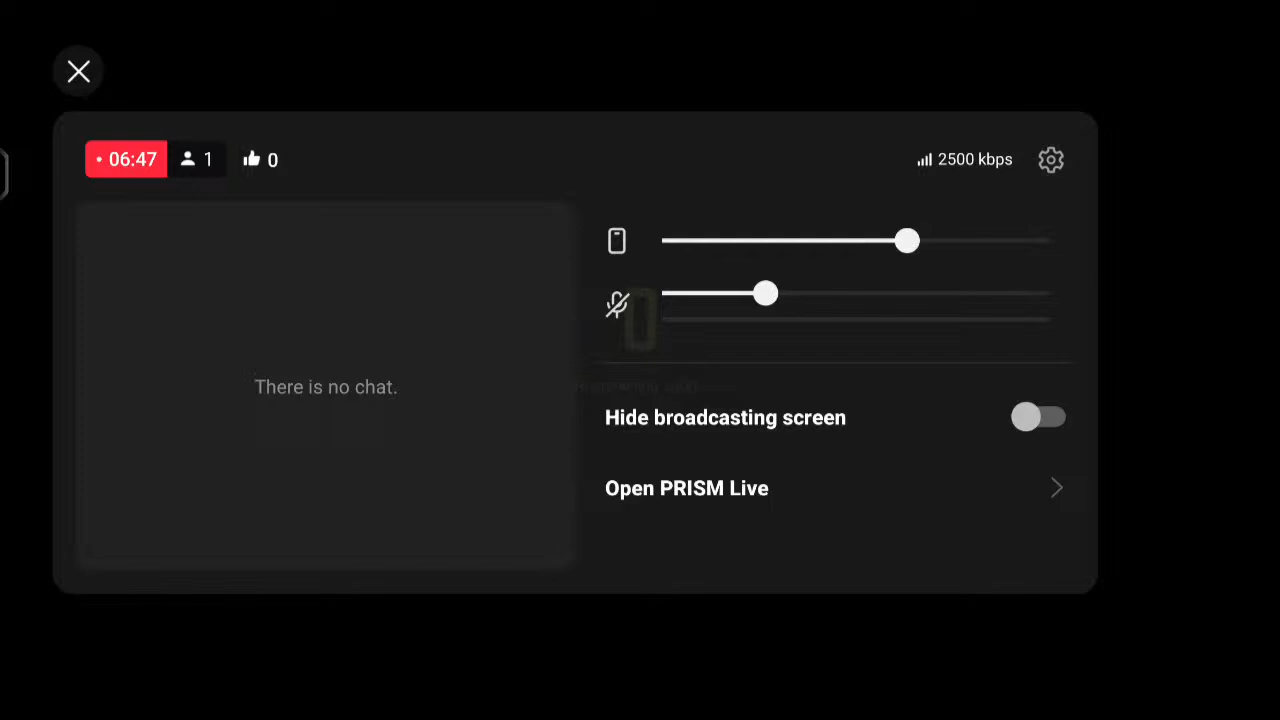 06:47 1 0
2500 kbps
There is no chat.
Hide broadcasting screen
Open PRISM Live